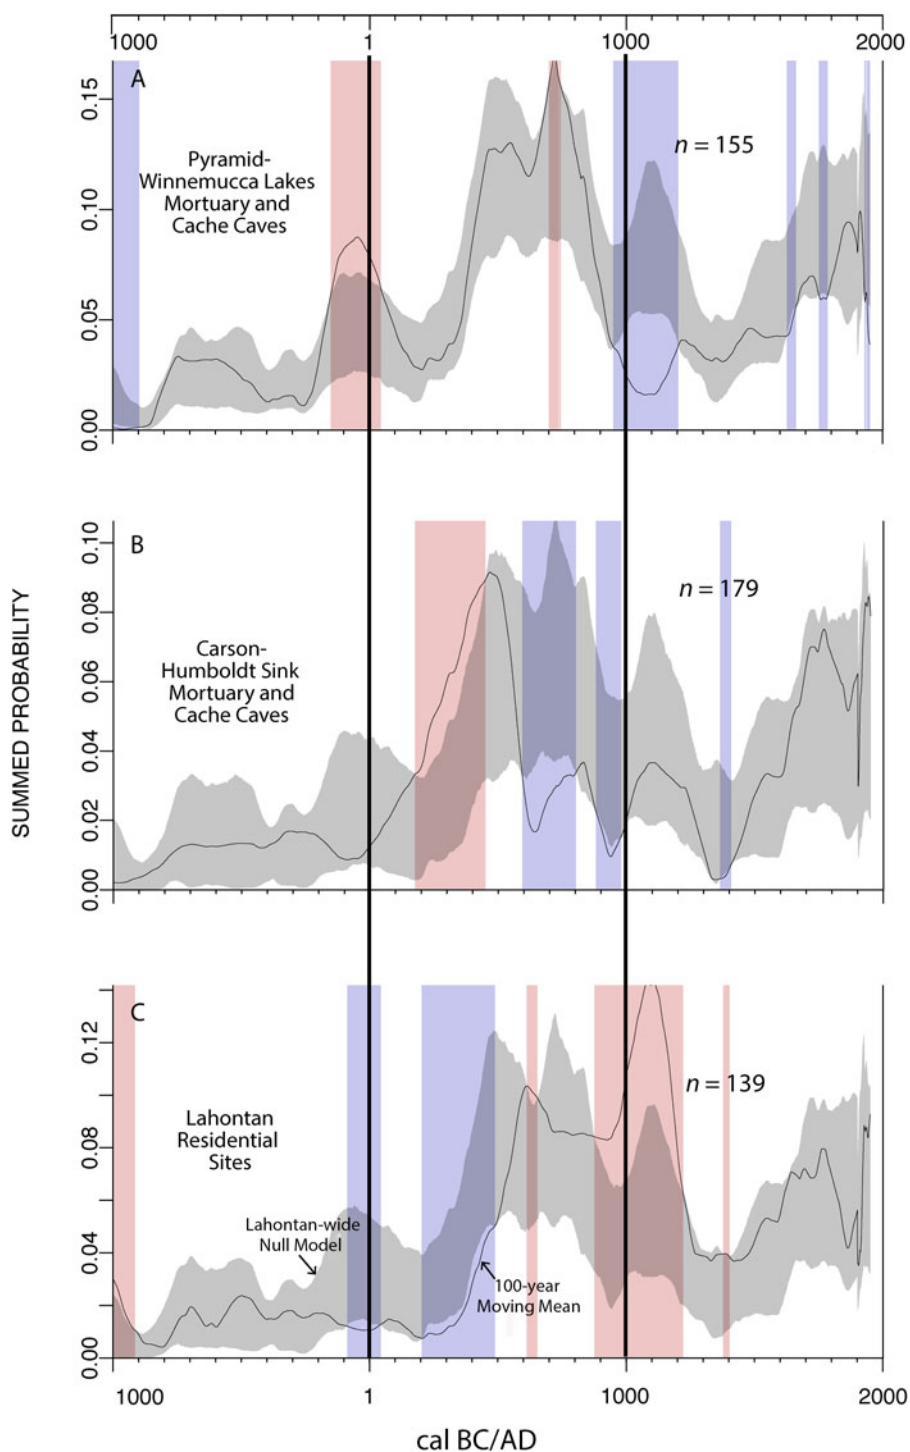 1000 1 1000 2000
A
0.15
n = 155
Pyramid-
Winnemucca Lakes
Mortuary and
Cache Caves
0.10
0.05
0.00
B
0.10
n = 179
0.08
Carson-
Humboldt Sink
Mortuary and
Cache Caves
0.06
0.04
0.02
0.00
SUMMED PROBABILITY
C
0.12
n = 139
Lahontan
Residential
Sites
0.08
Lahontan-wide
Null Model
100-year
Moving Mean
0.04
0.00
1000 1 1000 2000
cal BC/AD